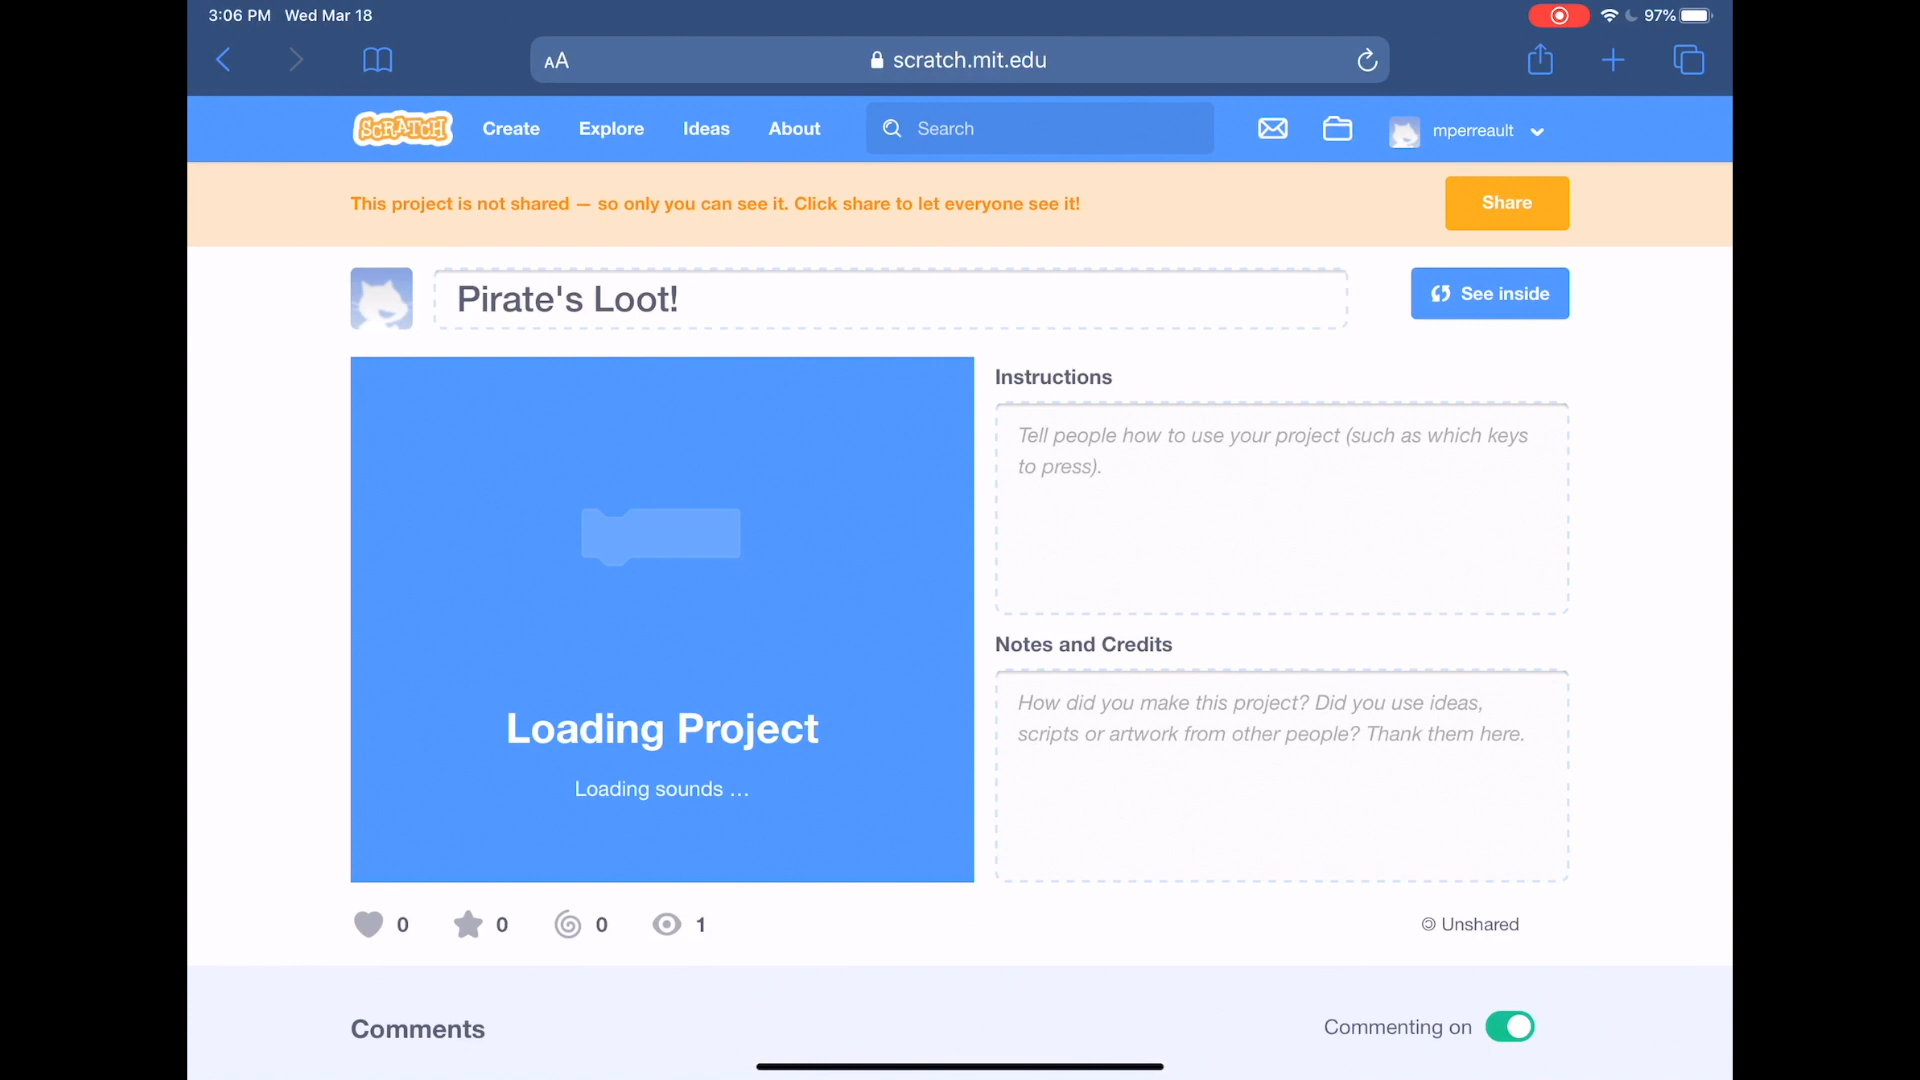 3:06 PM Wed Mar 18
97%
AA
scratch.mit.edu
SCRATCH
Create
Explore
Ideas
About
Search
mperreault
This project is not shared — so only you can see it. Click share to let everyone see it!
Share
Pirate's Loot!
See inside
Instructions
Tell people how to use your project (such as which keys
to press).
Loading Project
Loading sounds …
Notes and Credits
How did you make this project? Did you use ideas,
scripts or artwork from other people? Thank them here.
0
0
0
1
© Unshared
Comments
Commenting on